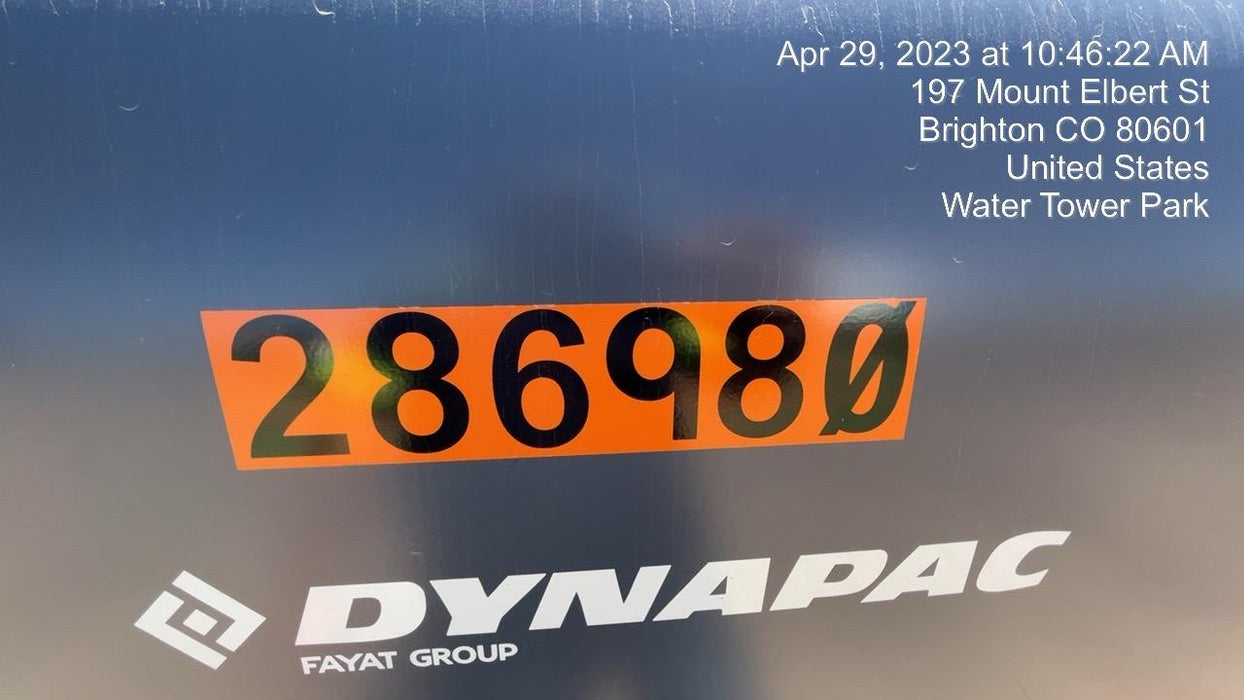 Apr 29, 2023 at 10:46:22 AM
197 Mount Elbert St
Brighton CO 80601
United States
Water Tower Park
286980
DYNAPAC
FAYAT GROUP